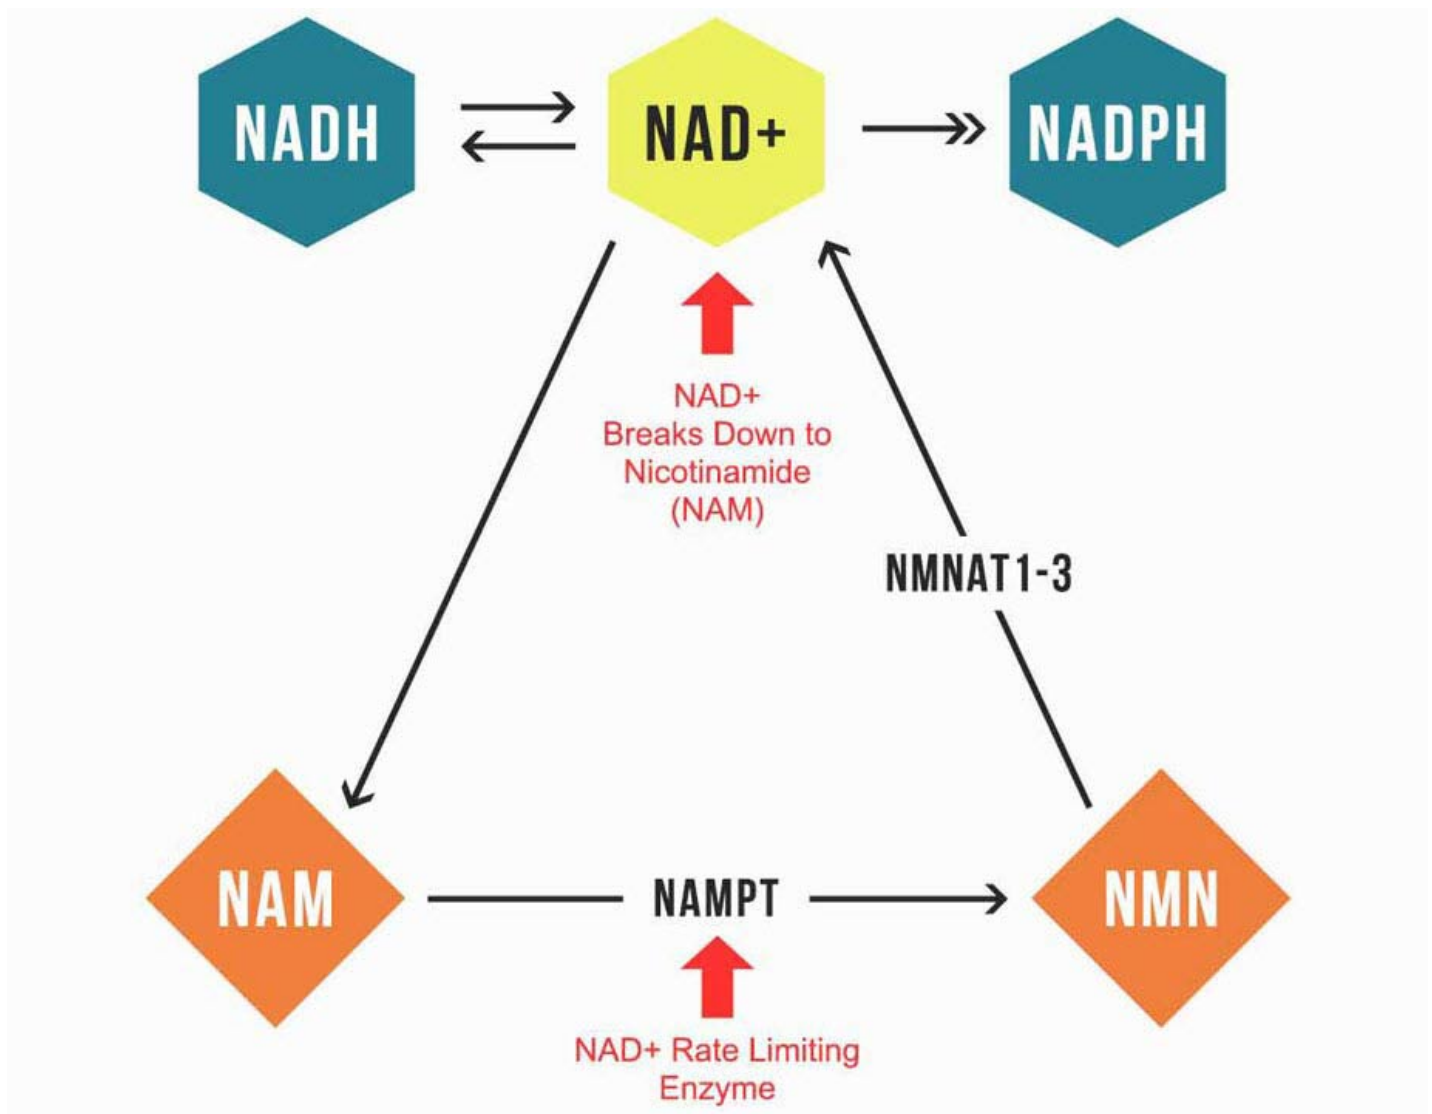 NADH
NAD+
NADPH
NAD+
Breaks Down to
Nicotinamide
(NAM)
NMNAT1-3
NAM
NAMPT
NMN
NAD+ Rate Limiting
Enzyme